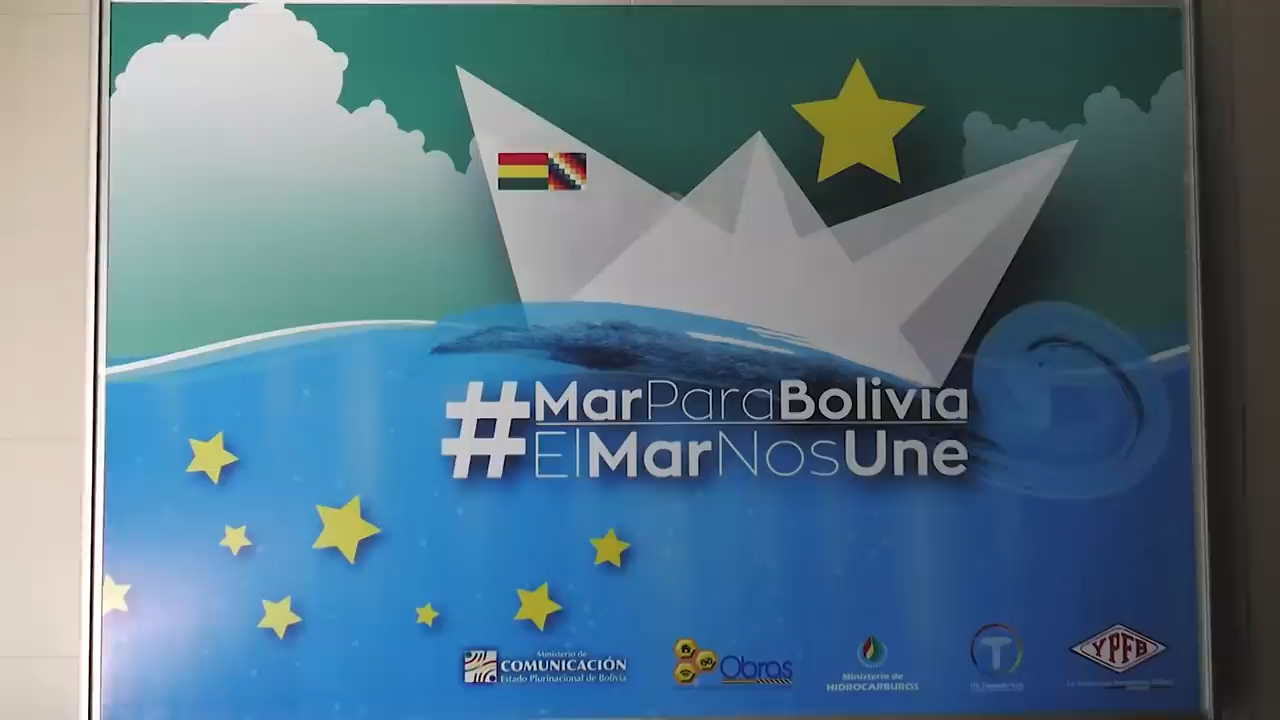 #MarParaBolivia
ElMarNosUne
Ministerio de
COMUNICACIÓN
Estado Plurinacional de Bolivia
Obras
Ministerio de
HIDROCARBUROS
YPFB